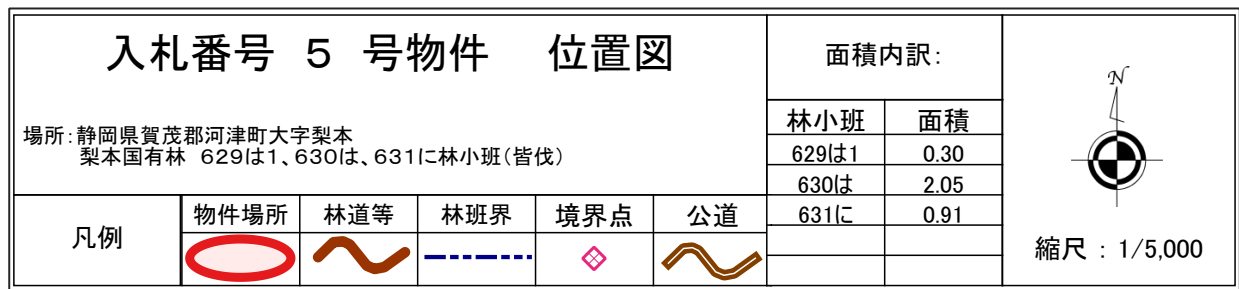 入札番号 5 号物件 位置図
場所：静岡県賀茂郡河津町大字梨本
梨本国有林 629は1、630は、631に林小班（皆伐）
凡例
物件場所 林道等 林班界 境界点 公道
面積内訳：
林小班 面積
629は1 0.30
630は 2.05
631に 0.91
N
縮尺 : 1/5,000